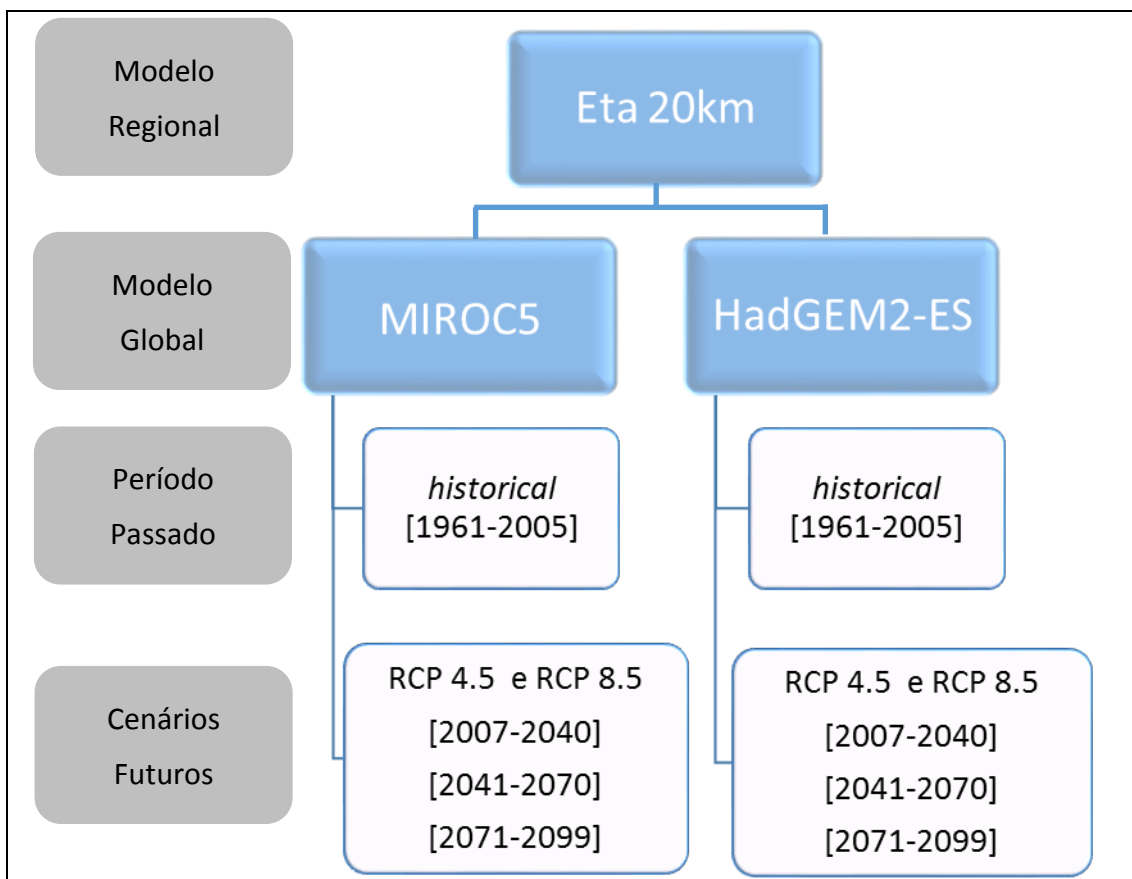 Modelo
Regional
Eta 20km
Modelo
Global
MIROC5
HadGEM2-ES
Período
Passado
historical
[1961-2005]
historical
[1961-2005]
Cenários
Futuros
RCP 4.5 e RCP 8.5
[2007-2040]
[2041-2070]
[2071-2099]
RCP 4.5 e RCP 8.5
[2007-2040]
[2041-2070]
[2071-2099]